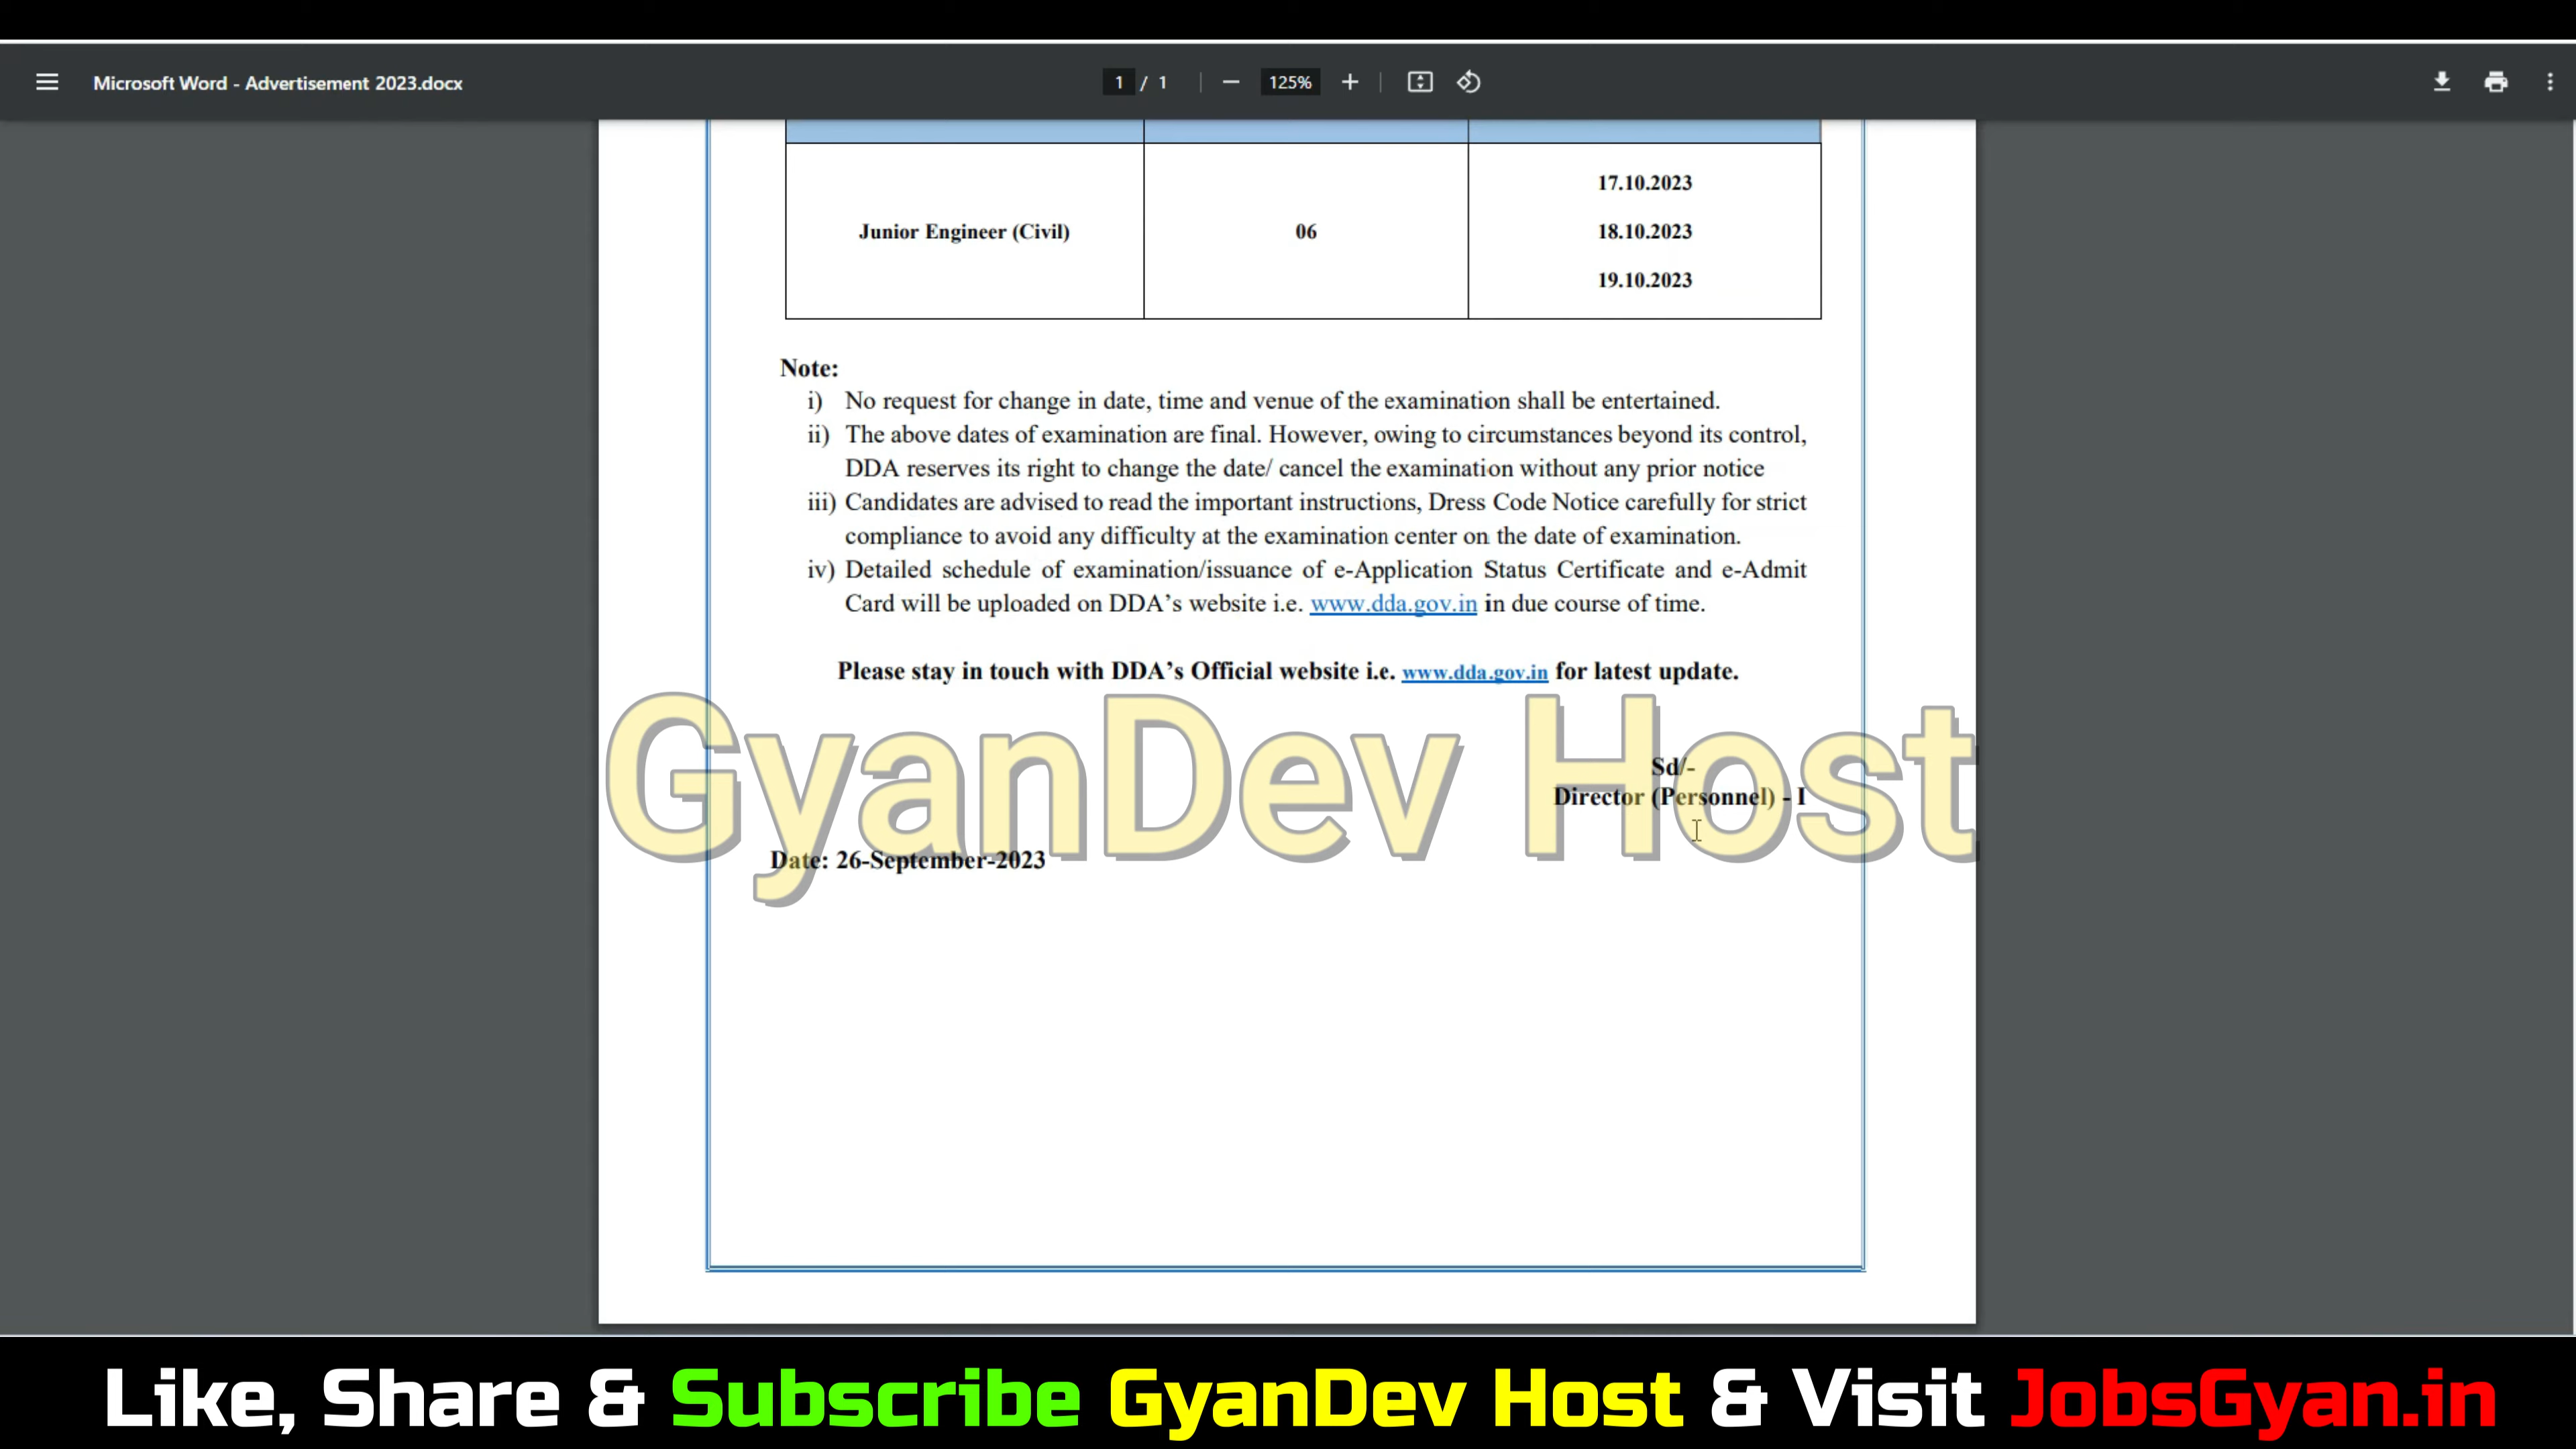 Microsoft Word - Advertisement 2023.docx
1 / 1
125%
Junior Engineer (Civil)
06
17.10.2023
18.10.2023
19.10.2023
Note:
i) No request for change in date, time and venue of the examination shall be entertained.
ii) The above dates of examination are final. However, owing to circumstances beyond its control,
DDA reserves its right to change the date/ cancel the examination without any prior notice
iii) Candidates are advised to read the important instructions, Dress Code Notice carefully for strict
compliance to avoid any difficulty at the examination center on the date of examination.
iv) Detailed schedule of examination/issuance of e-Application Status Certificate and e-Admit
Card will be uploaded on DDA’s website i.e. www.dda.gov.in in due course of time.
Please stay in touch with DDA’s Official website i.e. www.dda.gov.in for latest update.
GyanDev Host
Sd/-
Director (Personnel) - I
Date: 26-September-2023
Like, Share & Subscribe GyanDev Host & Visit JobsGyan.in